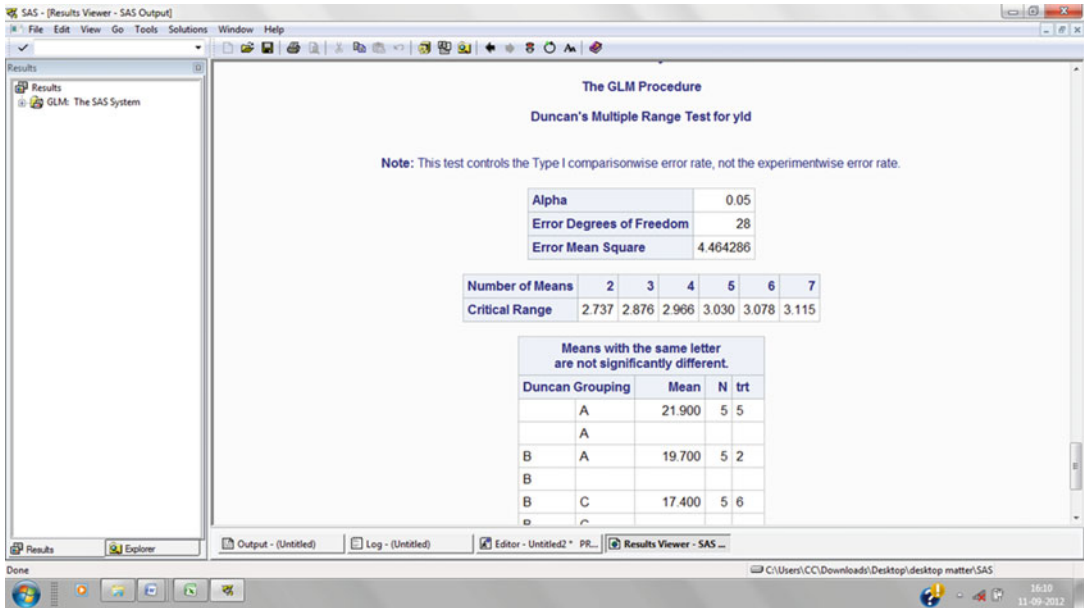 SAS - [Results Viewer - SAS Output]
File Edit View Go Tools Solutions Window Help
Results
Results
GLM: The SAS System
The GLM Procedure
Duncan's Multiple Range Test for yld
Note: This test controls the Type I comparisonwise error rate, not the experimentwise error rate.
Alpha 0.05
Error Degrees of Freedom 28
Error Mean Square 4.464286
Number of Means 2 3 4 5 6 7
Critical Range 2.737 2.876 2.966 3.030 3.078 3.115
Means with the same letter
are not significantly different.
Duncan Grouping Mean N trt
A 21.900 5 5
A
B A 19.700 5 2
B
B C 17.400 5 6
Results Explorer
Output - (Untitled) Log - (Untitled) Editor - Untitled2 * PR... Results Viewer - SAS ...
Done C:\Users\CC\Downloads\Desktop\desktop matter\SAS
16:10
11-09-2012